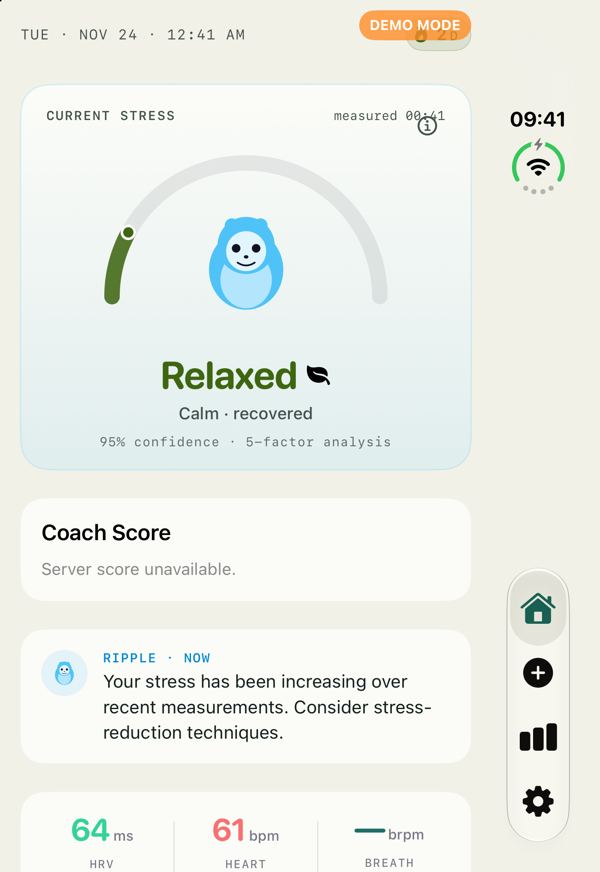 TUE · NOV 24 · 12:41 AM
DEMO MODE
2D
CURRENT STRESS
measured 00:41
09:41
Relaxed
Calm · recovered
95% confidence · 5-factor analysis
Coach Score
Server score unavailable.
RIPPLE · NOW
Your stress has been increasing over
recent measurements. Consider stress-
reduction techniques.
64 ms
61 bpm
— brpm
HRV
HEART
BREATH